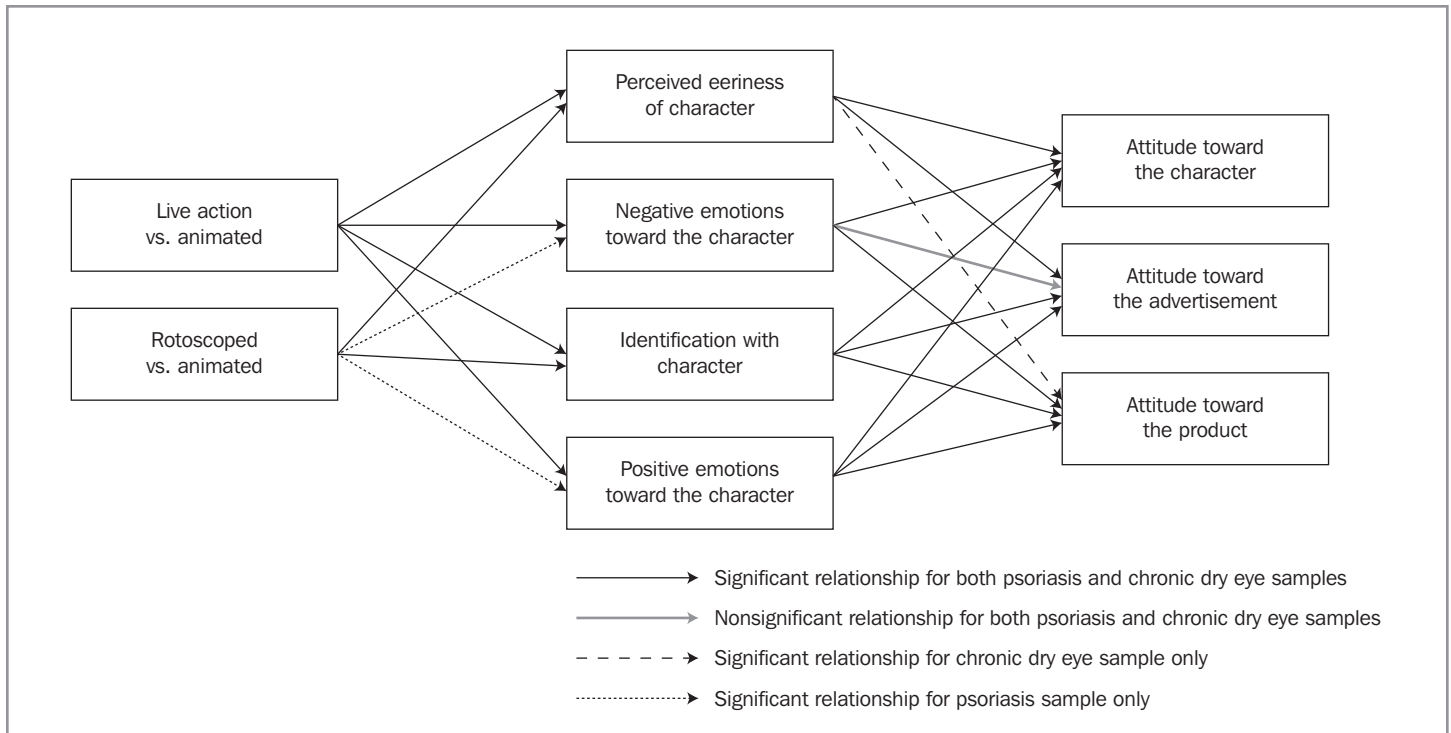 Perceived eeriness
of character
Attitude toward
the character
Live action
vs. animated
Negative emotions
toward the character
Attitude toward
the advertisement
Rotoscoped
vs. animated
Identification with
character
Attitude toward
the product
Positive emotions
toward the character
Significant relationship for both psoriasis and chronic dry eye samples
Nonsignificant relationship for both psoriasis and chronic dry eye samples
Significant relationship for chronic dry eye sample only
Significant relationship for psoriasis sample only